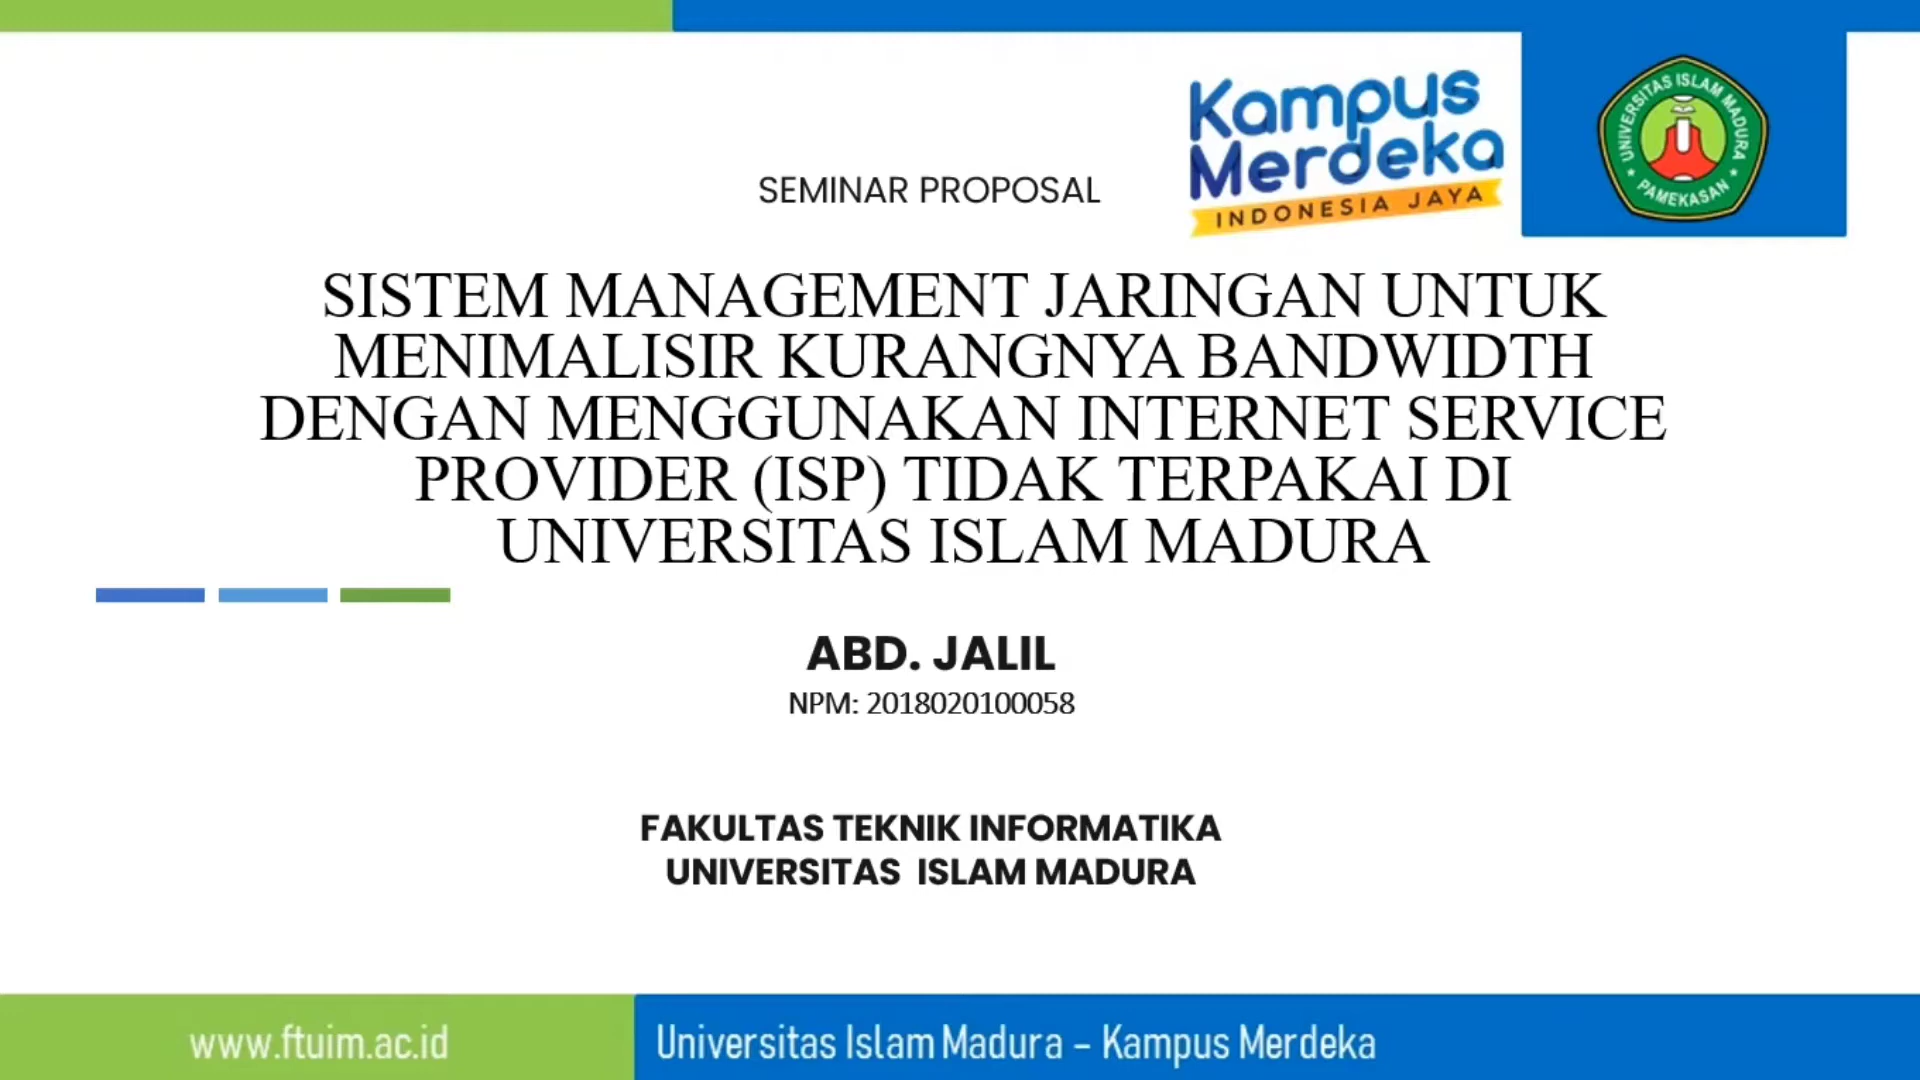 Kampus
Merdeka
INDONESIA JAYA
UNIVERSITAS ISLAM MADURA
* PAMEKASAN *
SEMINAR PROPOSAL
SISTEM MANAGEMENT JARINGAN UNTUK
MENIMALISIR KURANGNYA BANDWIDTH
DENGAN MENGGUNAKAN INTERNET SERVICE
PROVIDER (ISP) TIDAK TERPAKAI DI
UNIVERSITAS ISLAM MADURA
ABD. JALIL
NPM: 2018020100058
FAKULTAS TEKNIK INFORMATIKA
UNIVERSITAS ISLAM MADURA
www.ftuim.ac.id
Universitas Islam Madura – Kampus Merdeka